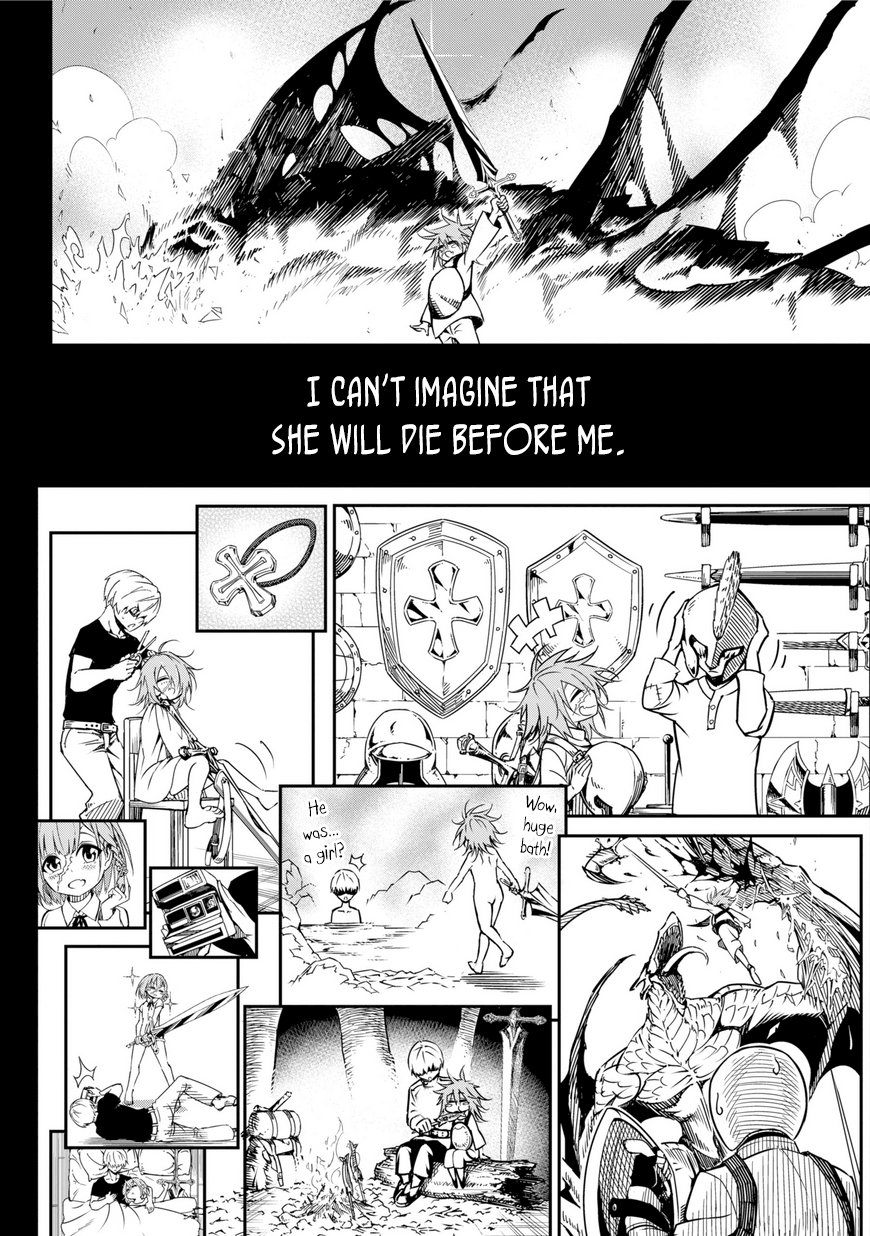 I CAN'T IMAGINE THAT
SHE WILL DIE BEFORE ME.
Wow,
huge
bath!
He
was...
a girl?